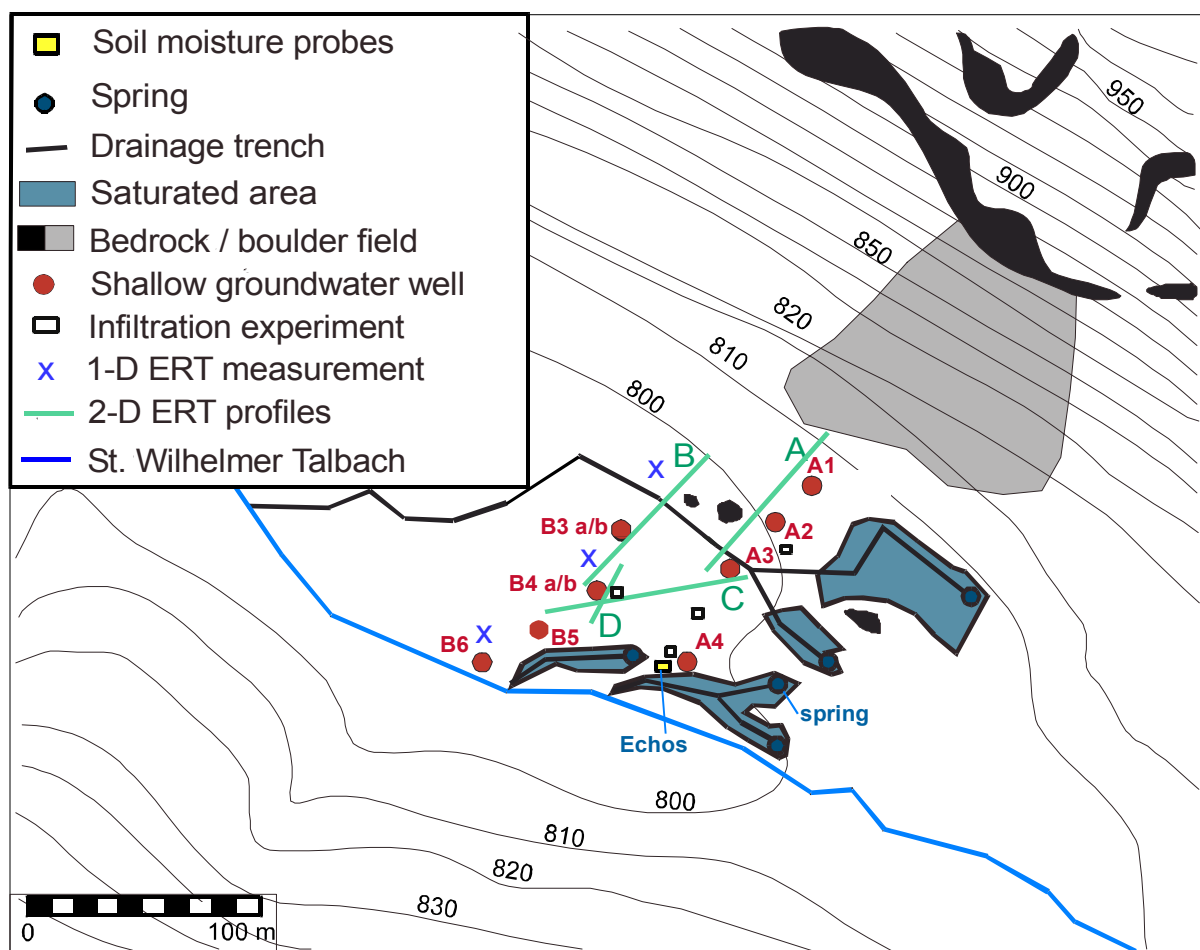 Soil moisture probes
Spring
Drainage trench
Saturated area
Bedrock / boulder field
Shallow groundwater well
Infiltration experiment
x 1-D ERT measurement
2-D ERT profiles
St. Wilhelmer Talbach
950
900
850
820
810
800
B
A
x
A1
A2
B3 a/b
x
A3
B4 a/b
C
D
B5
x
B6
A4
spring
Echos
800
810
820
830
0
100 m